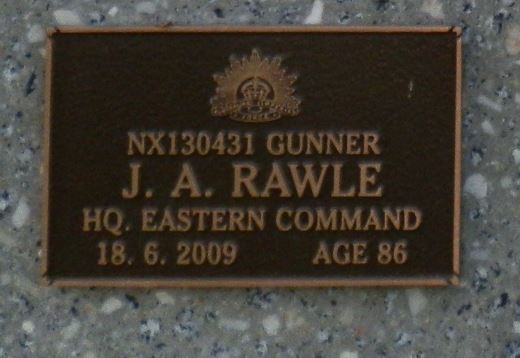 NX130431 GUNNER
J. A. RAWLE
HQ. EASTERN COMMAND
18. 6. 2009 AGE 86